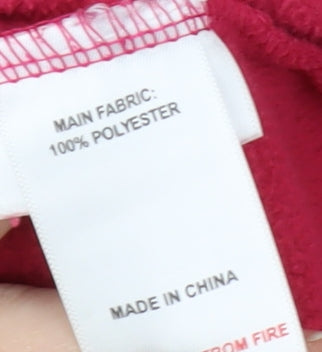 MAIN FABRIC:
100% POLYESTER
MADE IN CHINA
FROM FIRE